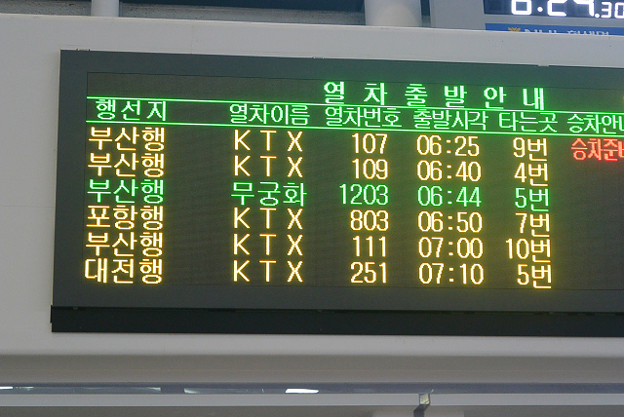 열 차 출 발 안 내
행선지 열차이름 열차번호 출발시각 타는곳 승차안
부산행 KTX 107 06:25 9번 승차준
부산행 KTX 109 06:40 4번
부산행 무궁화 1203 06:44 5번
포항행 KTX 803 06:50 7번
부산행 KTX 111 07:00 10번
대전행 KTX 251 07:10 5번